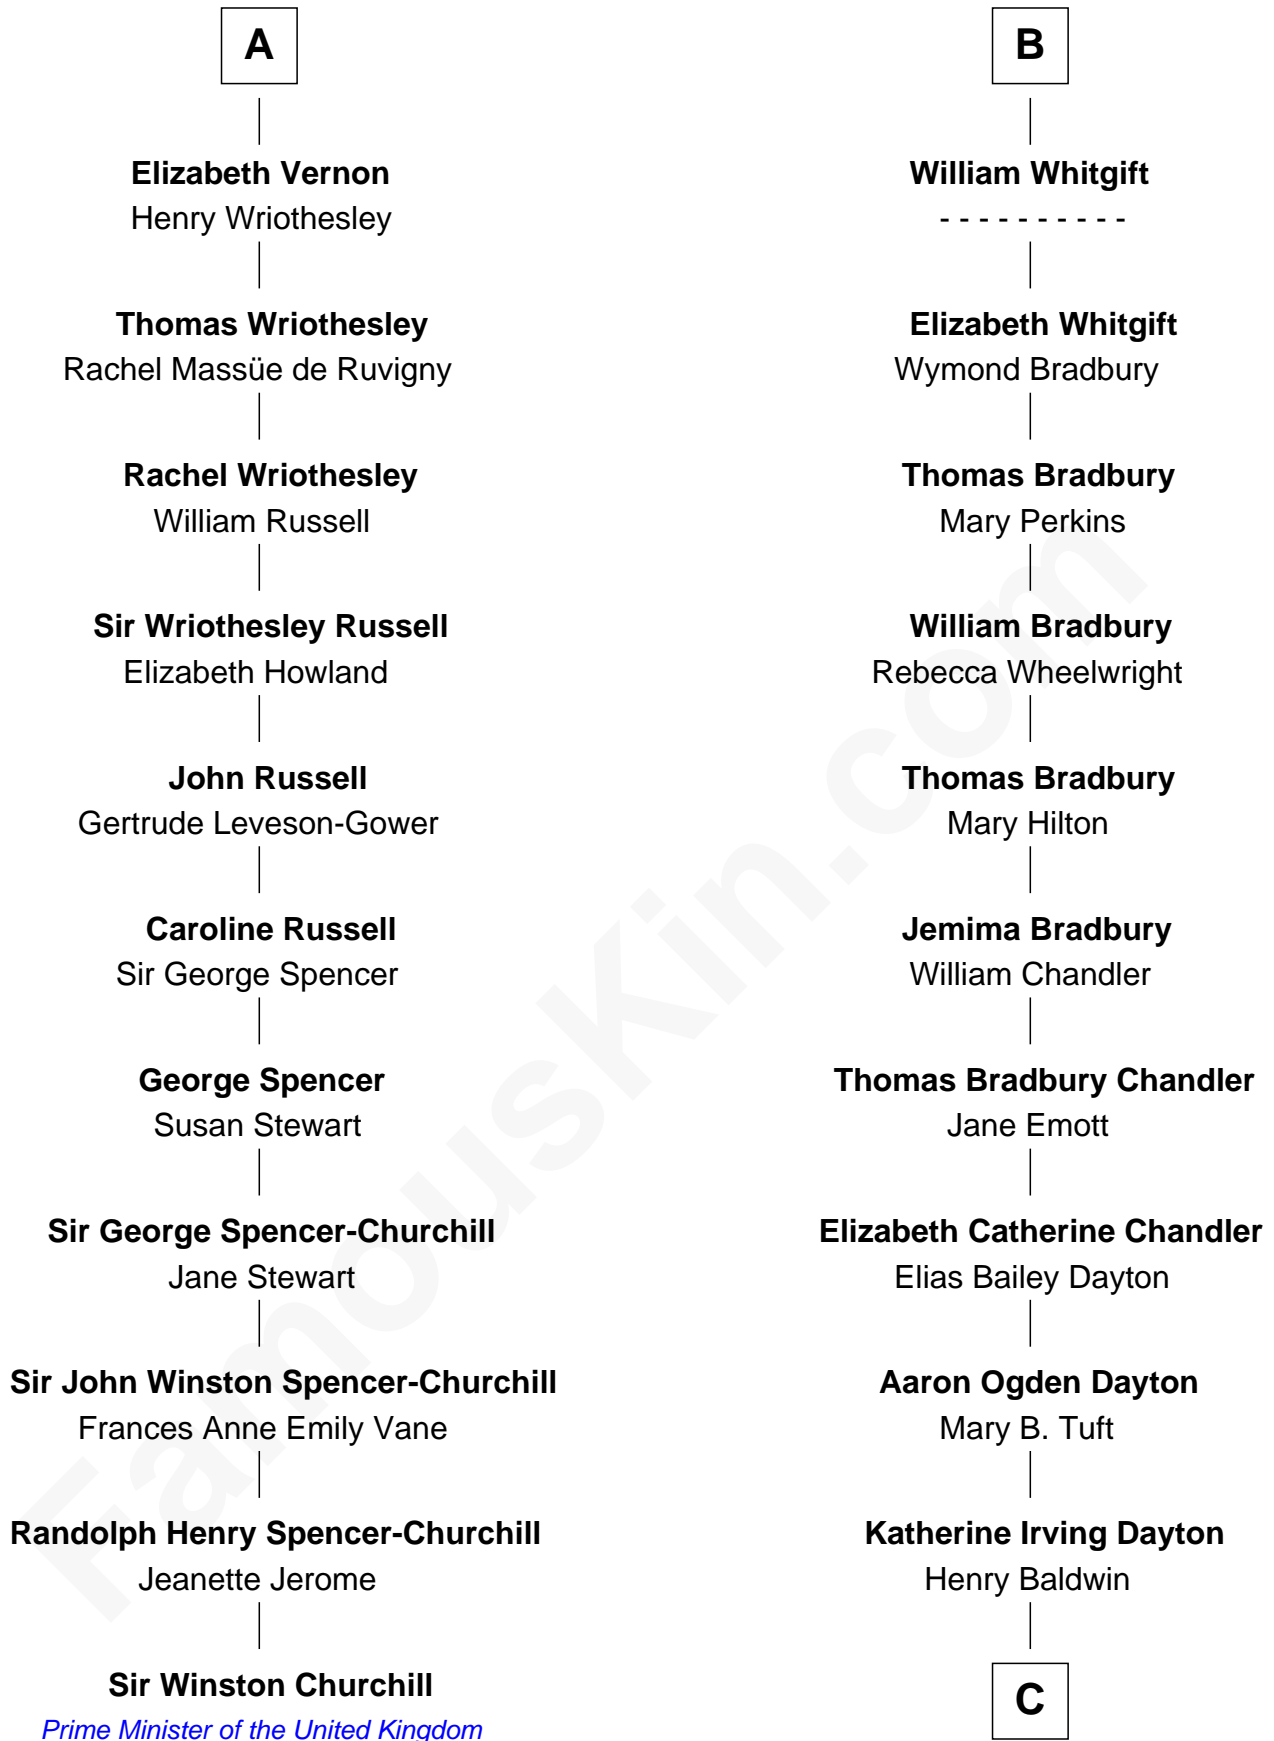 A
Elizabeth Vernon
Henry Wriothesley
Thomas Wriothesley
Rachel Massüe de Ruvigny
Rachel Wriothesley
William Russell
Sir Wriothesley Russell
Elizabeth Howland
John Russell
Gertrude Leveson-Gower
Caroline Russell
Sir George Spencer
George Spencer
Susan Stewart
Sir George Spencer-Churchill
Jane Stewart
Sir John Winston Spencer-Churchill
Frances Anne Emily Vane
Randolph Henry Spencer-Churchill
Jeanette Jerome
Sir Winston Churchill
Prime Minister of the United Kingdom
B
William Whitgift
- - - - - - - - - -
Elizabeth Whitgift
Wymond Bradbury
Thomas Bradbury
Mary Perkins
William Bradbury
Rebecca Wheelwright
Thomas Bradbury
Mary Hilton
Jemima Bradbury
William Chandler
Thomas Bradbury Chandler
Jane Emott
Elizabeth Catherine Chandler
Elias Bailey Dayton
Aaron Ogden Dayton
Mary B. Tuft
Katherine Irving Dayton
Henry Baldwin
C
FamousKin.com